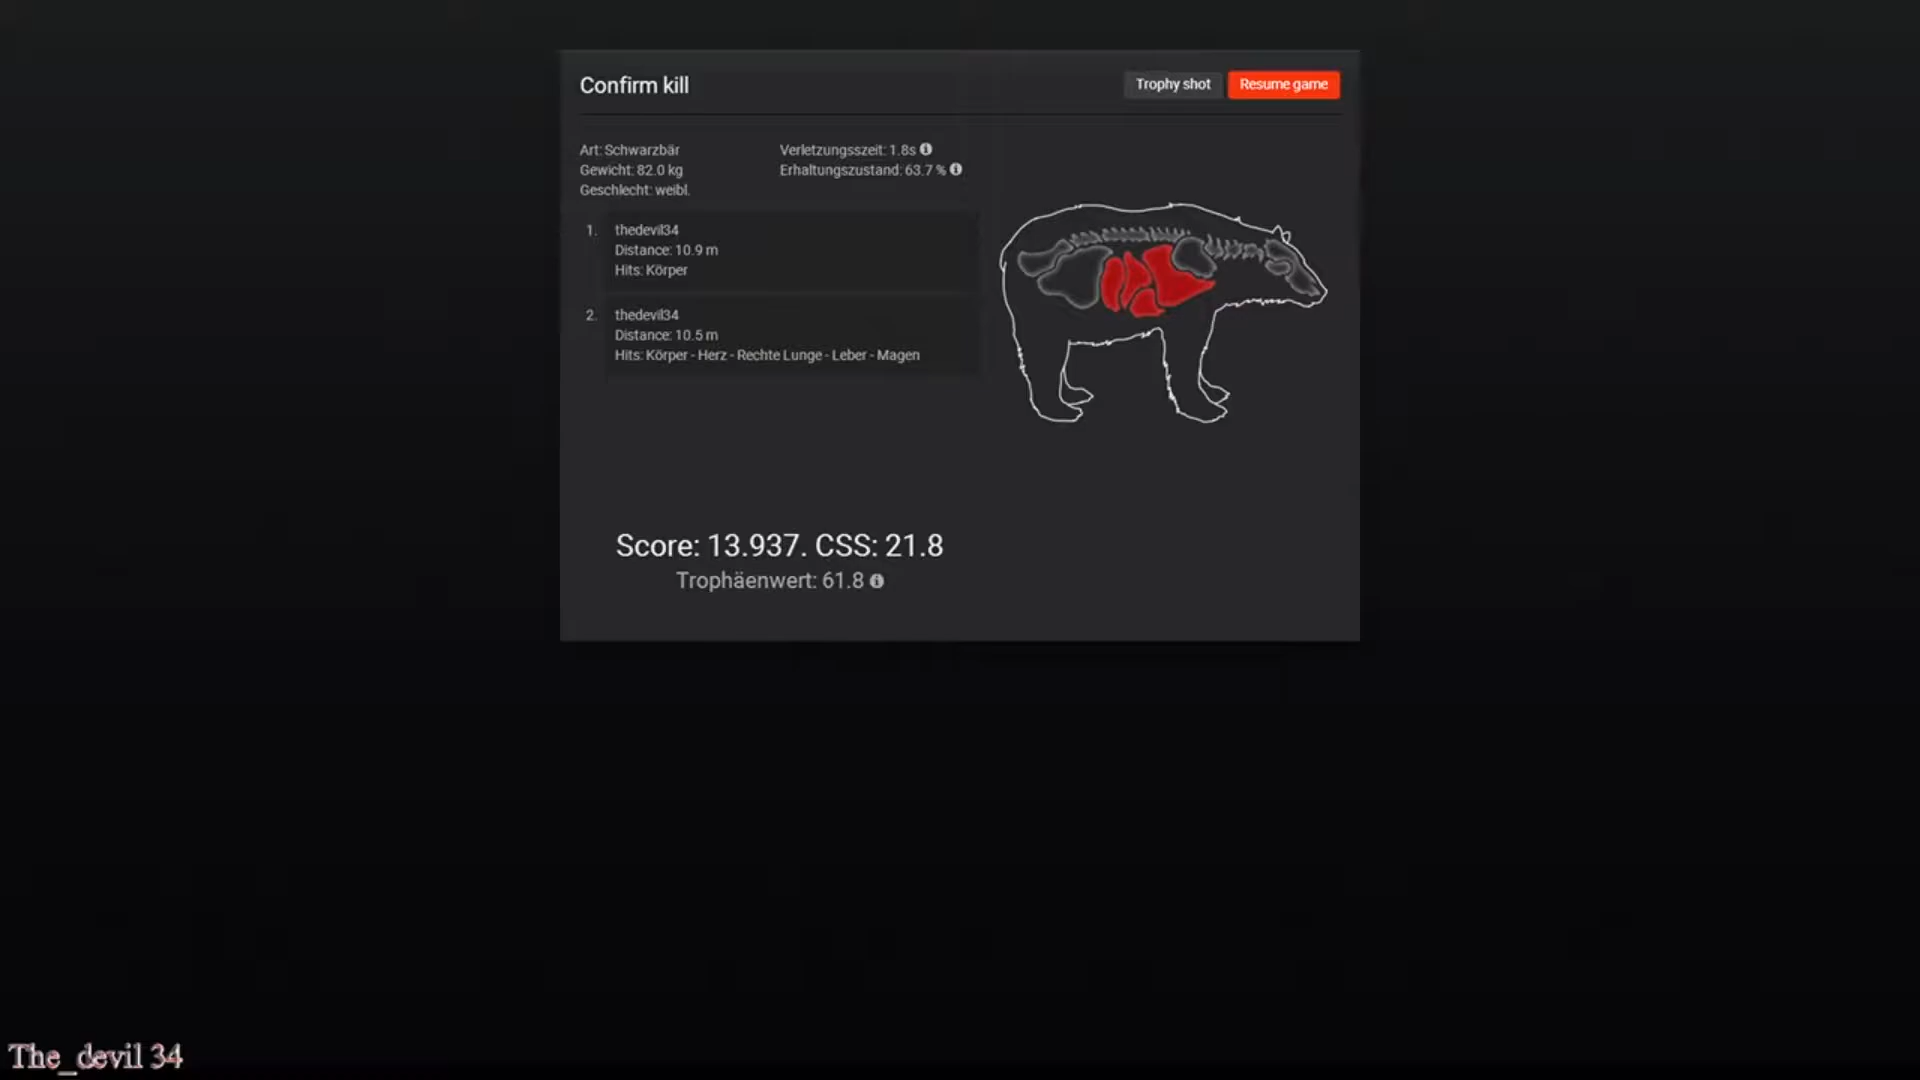 Confirm kill
Trophy shot
Resume game
Art: Schwarzbär
Gewicht: 82.0 kg
Geschlecht: weibl.
Verletzungsszeit: 1.8s
Erhaltungszustand: 63.7 %
1.
thedevil34
Distance: 10.9 m
Hits: Körper
2.
thedevil34
Distance: 10.5 m
Hits: Körper - Herz - Rechte Lunge - Leber - Magen
Score: 13.937. CSS: 21.8
Trophäenwert: 61.8
The_devil 34